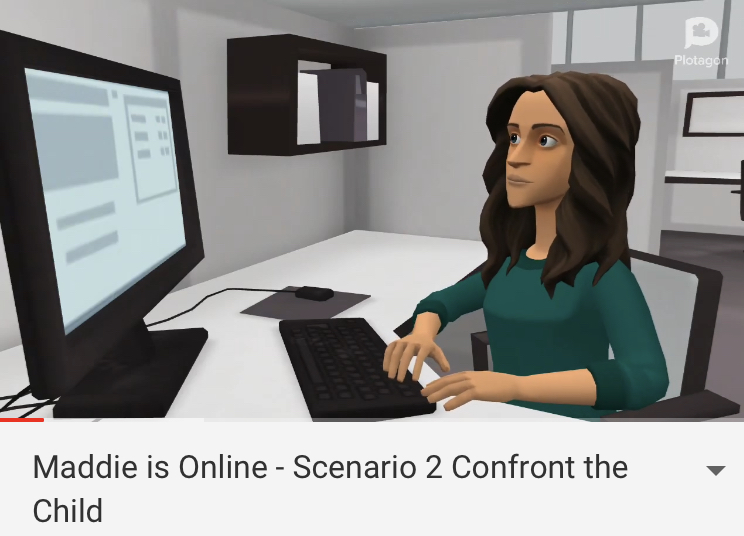 Plotagon
Maddie is Online - Scenario 2 Confront the
Child